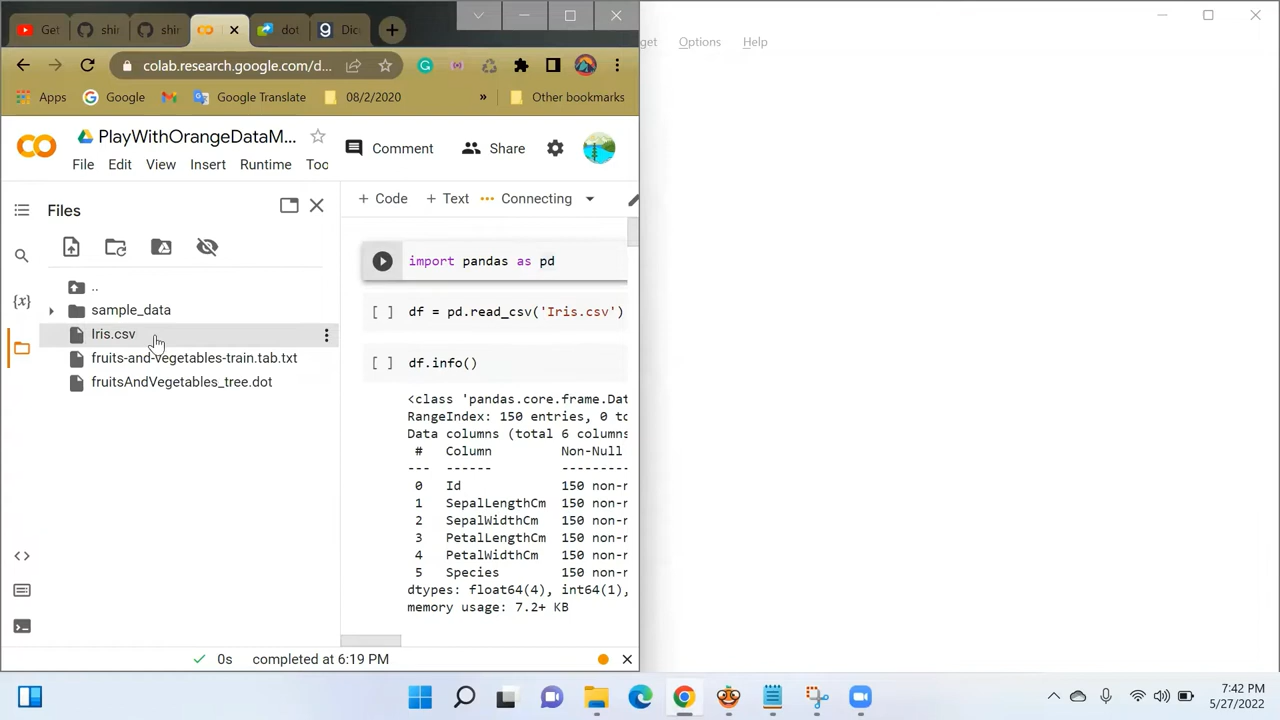 Get
shir
shir
dot
Dic
colab.research.google.com/d...
Apps
Google
Google Translate
08/2/2020
»
Other bookmarks
get
Options
Help
PlayWithOrangeDataM...
Comment
Share
File
Edit
View
Insert
Runtime
Too
Files
+ Code
+ Text
Connecting
..
sample_data
Iris.csv
fruits-and-vegetables-train.tab.txt
fruitsAndVegetables_tree.dot
{x}
import pandas as pd
[ ] df = pd.read_csv('Iris.csv')
[ ] df.info()
<class 'pandas.core.frame.Dat
RangeIndex: 150 entries, 0 to
Data columns (total 6 columns
# Column Non-Null
--- ------ ---------
0 Id 150 non-n
1 SepalLengthCm 150 non-n
2 SepalWidthCm 150 non-n
3 PetalLengthCm 150 non-n
4 PetalWidthCm 150 non-n
5 Species 150 non-n
dtypes: float64(4), int64(1),
memory usage: 7.2+ KB
0s completed at 6:19 PM
7:42 PM
5/27/2022